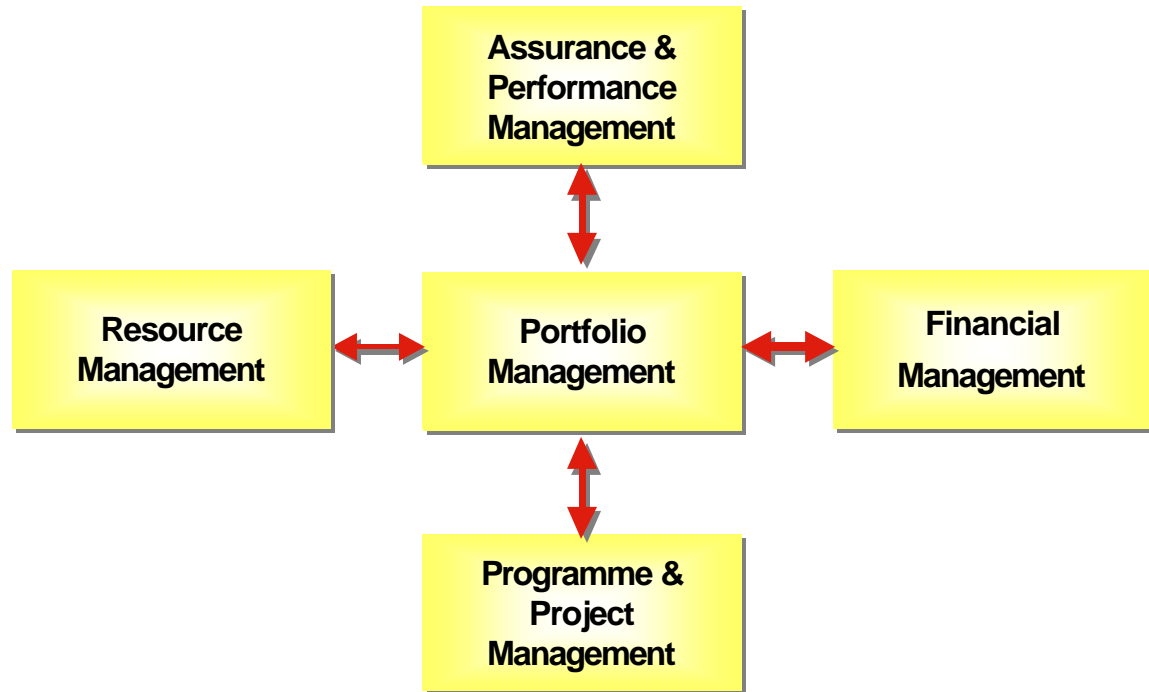 Assurance &
Performance
Management
Resource
Management
Portfolio
Management
Financial
Management
Programme &
Project
Management